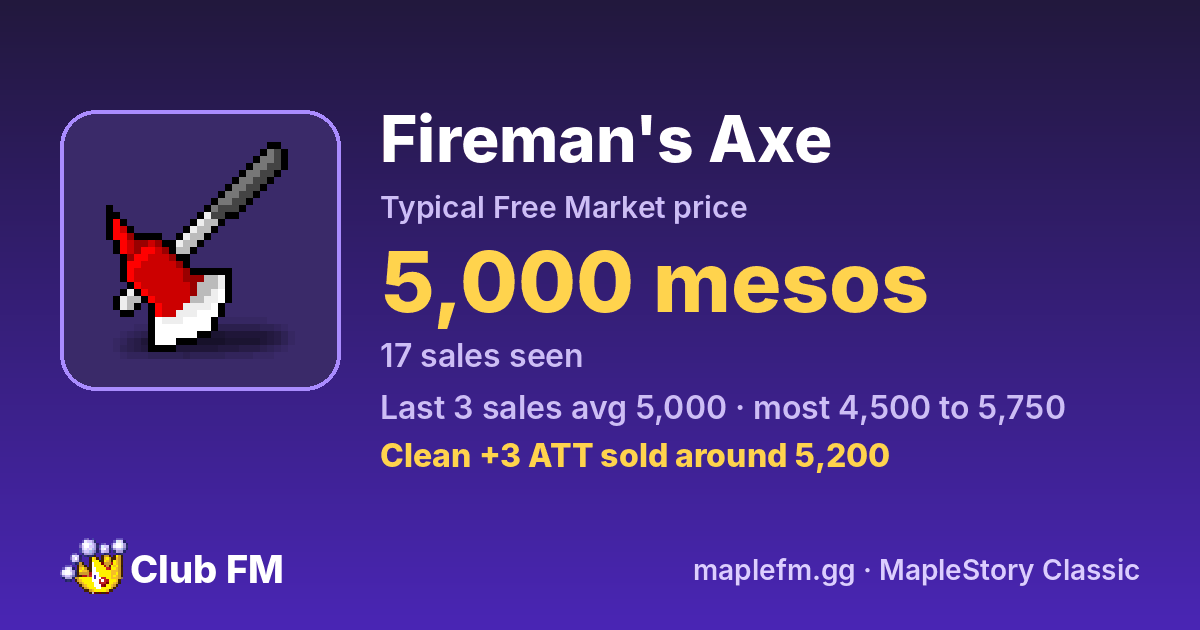 Fireman's Axe
Typical Free Market price
5,000 mesos
17 sales seen
Last 3 sales avg 5,000 · most 4,500 to 5,750
Clean +3 ATT sold around 5,200
Club FM
maplefm.gg · MapleStory Classic